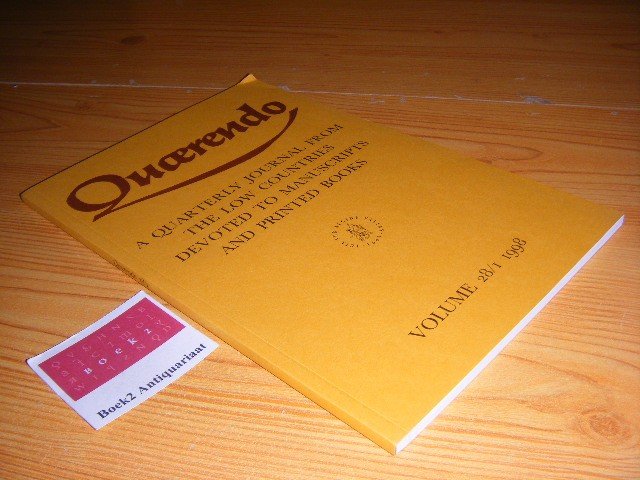 Quærendo
A QUARTERLY JOURNAL FROM
THE LOW COUNTRIES
DEVOTED TO MANUSCRIPTS
AND PRINTED BOOKS
VOLUME 28/1 1998
BOEK2
Boek2 Antiquariaat